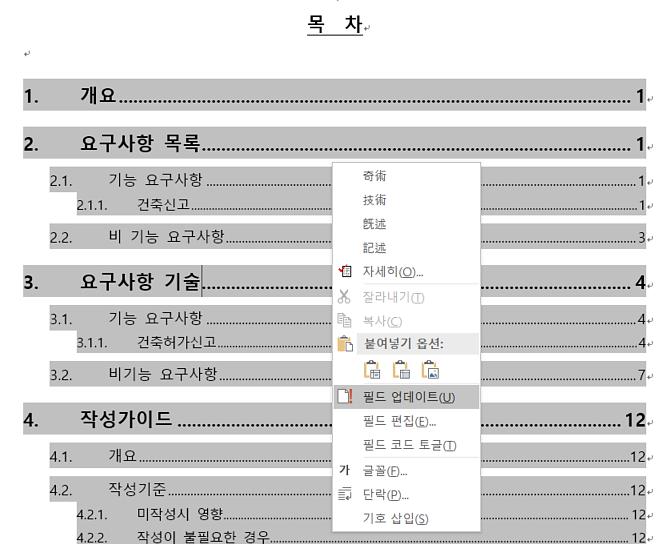 목 차
1. 개요 1
2. 요구사항 목록 1
2.1. 기능 요구사항 1
2.1.1. 건축신고 1
2.2. 비 기능 요구사항 3
3. 요구사항 기술 4
3.1. 기능 요구사항 4
3.1.1. 건축허가신고 4
3.2. 비기능 요구사항 7
4. 작성가이드 12
4.1. 개요 12
4.2. 작성기준 12
4.2.1. 미작성시 영향 12
4.2.2. 작성이 불필요한 경우 12
奇術
技術
旣述
記述
자세히(O)...
잘라내기(T)
복사(C)
붙여넣기 옵션:
필드 업데이트(U)
필드 편집(E)...
필드 코드 토글(T)
가 글꼴(F)...
단락(P)...
기호 삽입(S)